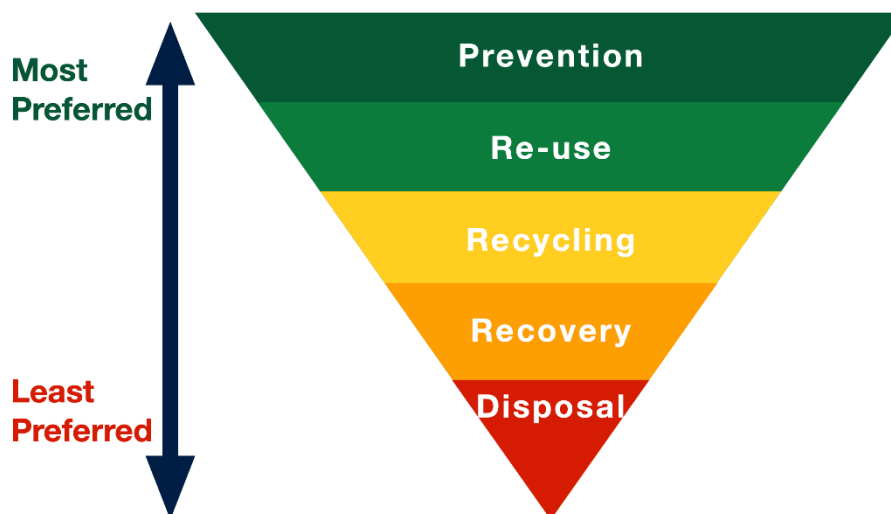 Most
Preferred
Prevention
Re-use
Recycling
Recovery
Disposal
Least
Preferred